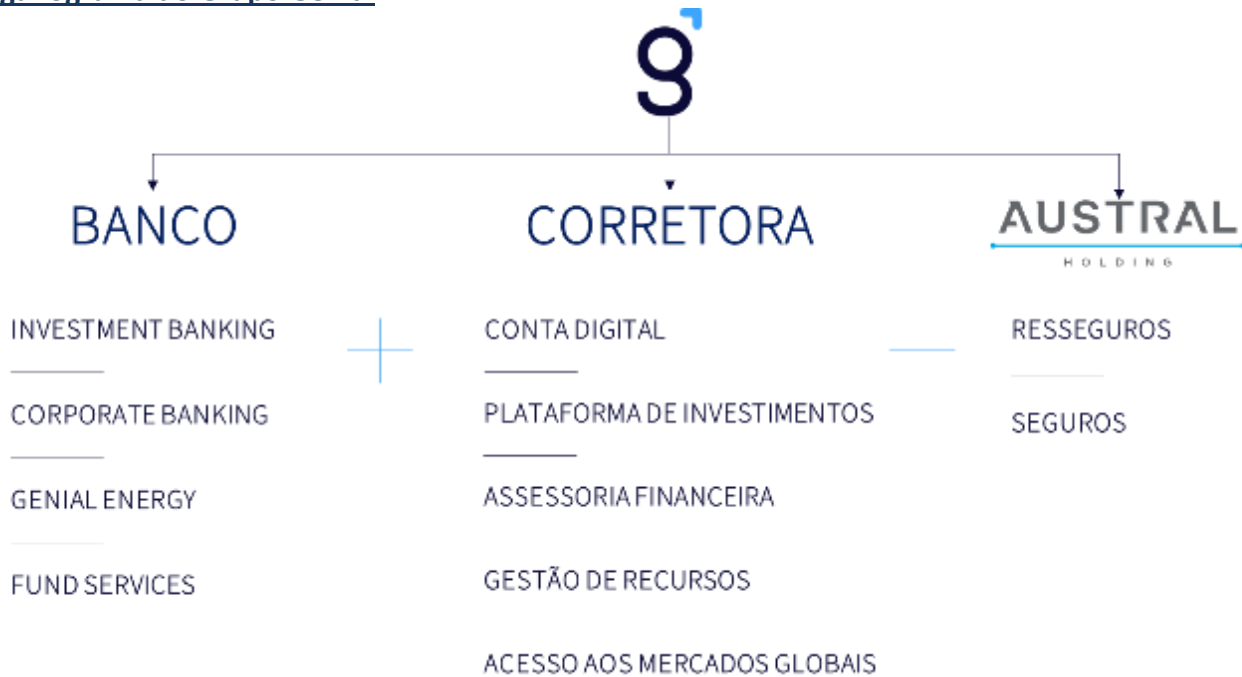 g
BANCO
CORRETORA
AUSTRAL
HOLDING
INVESTMENT BANKING
CORPORATE BANKING
GENIAL ENERGY
FUND SERVICES
CONTA DIGITAL
PLATAFORMA DE INVESTIMENTOS
ASSESSORIA FINANCEIRA
GESTÃO DE RECURSOS
ACESSO AOS MERCADOS GLOBAIS
RESSEGUROS
SEGUROS